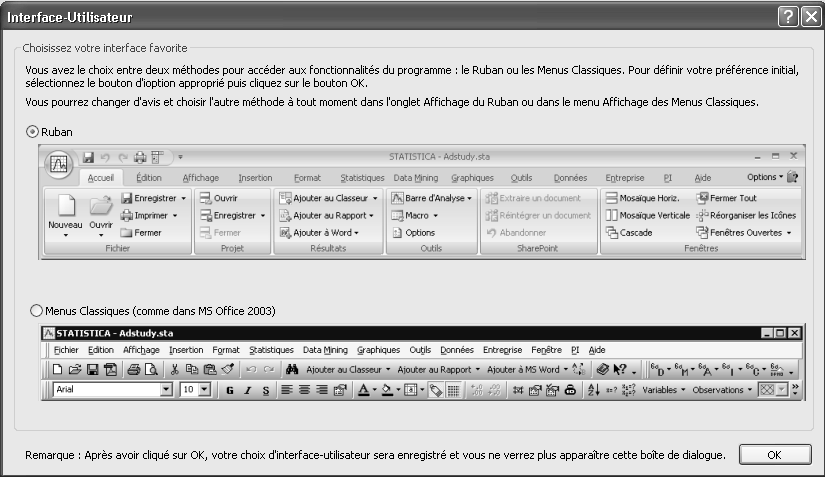 Interface-Utilisateur
Choisissez votre interface favorite
Vous avez le choix entre deux méthodes pour accéder aux fonctionnalités du programme : le Ruban ou les Menus Classiques. Pour définir votre préférence initial,
sélectionnez le bouton d'option approprié puis cliquez sur le bouton OK.
Vous pourrez changer d'avis et choisir l'autre méthode à tout moment dans l'onglet Affichage du Ruban ou dans le menu Affichage des Menus Classiques.
Ruban
STATISTICA - Adstudy.sta
Accueil Édition Affichage Insertion Format Statistiques Data Mining Graphiques Outils Données Entreprise PI Aide Options
Nouveau Ouvrir Enregistrer Ouvrir Ajouter au Classeur Barre d'Analyse Extraire un document Mosaïque Horiz. Fermer Tout
Imprimer Enregistrer Ajouter au Rapport Macro Réintégrer un document Mosaïque Verticale Réorganiser les Icônes
Fermer Fermer Ajouter à Word Options Abandonner Cascade Fenêtres Ouvertes
Fichier Projet Résultats Outils SharePoint Fenêtres
Menus Classiques (comme dans MS Office 2003)
STATISTICA - Adstudy.sta
Fichier Edition Affichage Insertion Format Statistiques Data Mining Graphiques Outils Données Entreprise Fenêtre PI Aide
Ajouter au Classeur Ajouter au Rapport Ajouter à MS Word
Arial 10 G I S Variables Observations
Remarque : Après avoir cliqué sur OK, votre choix d'interface-utilisateur sera enregistré et vous ne verrez plus apparaître cette boîte de dialogue. OK